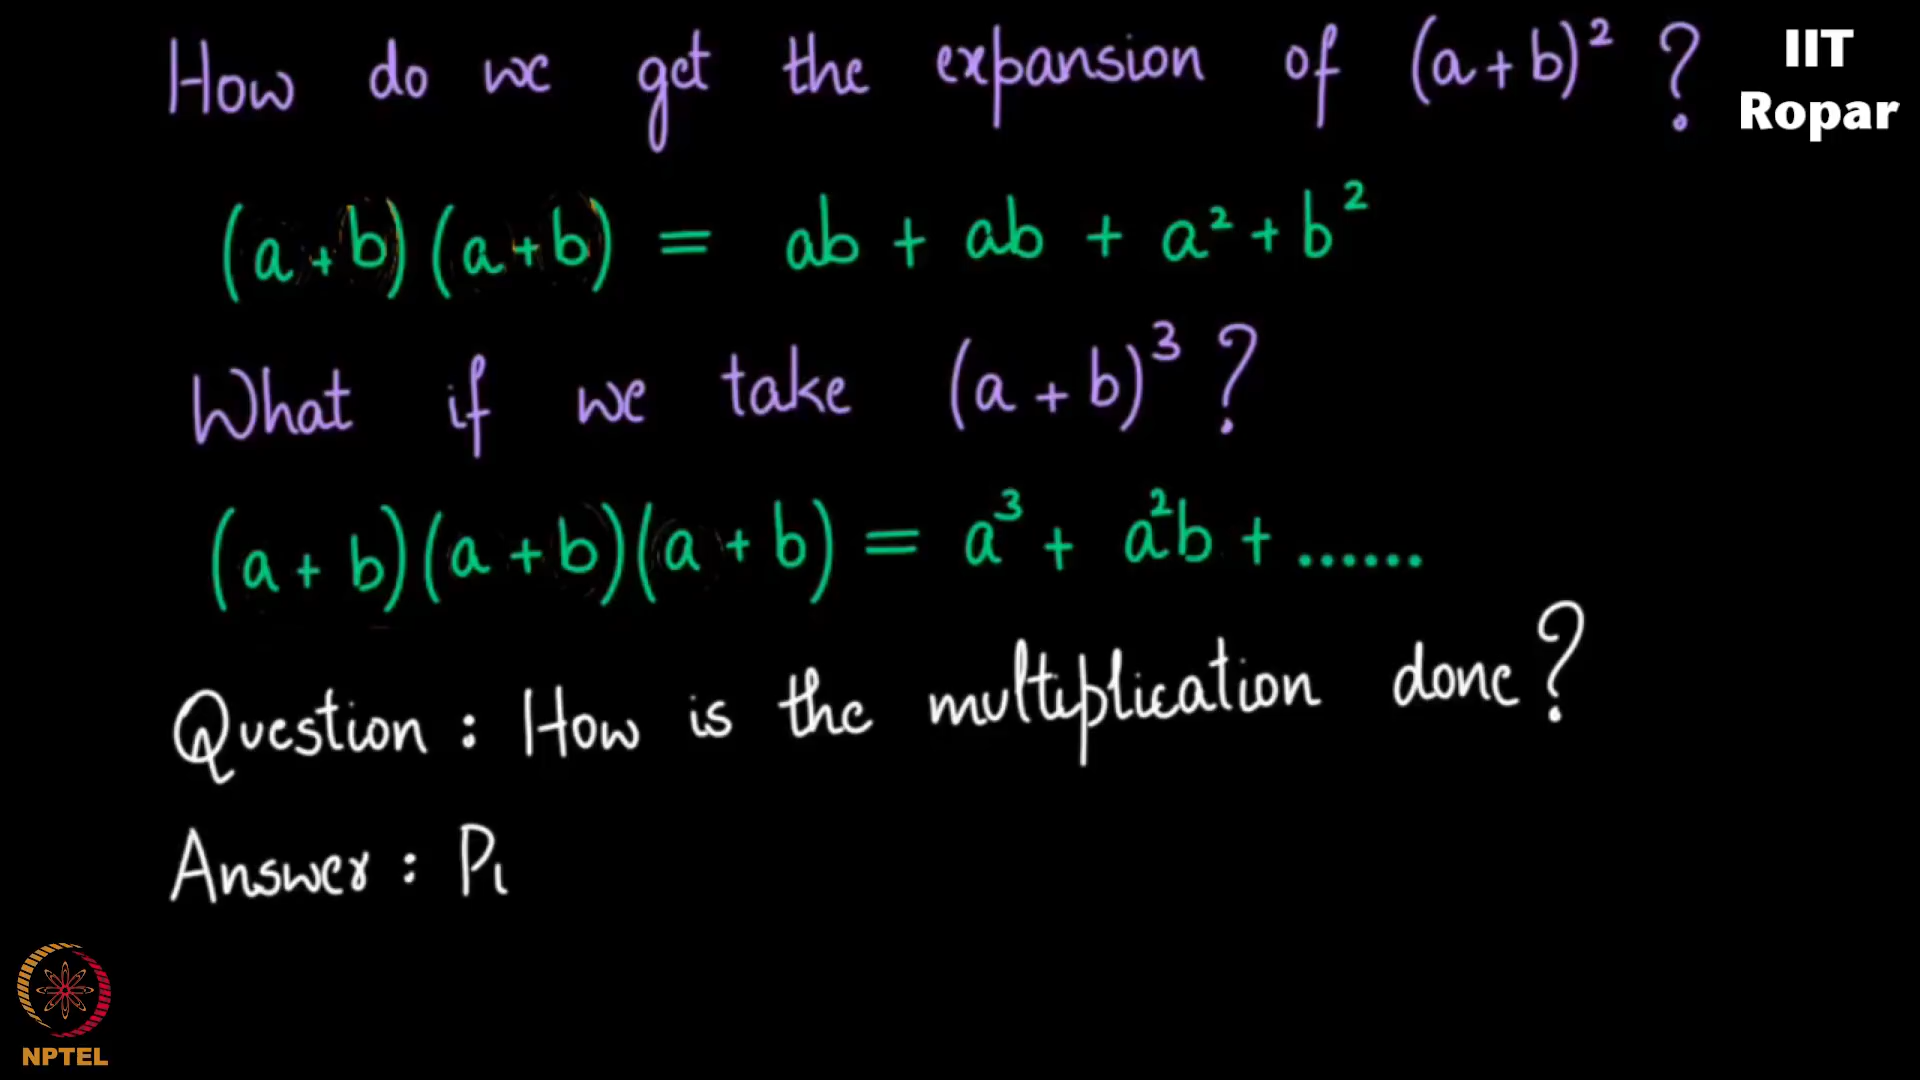 How do we get the expansion of (a+b)² ?
IIT
Ropar
(a+b)(a+b) = ab + ab + a² + b²
What if we take (a+b)³ ?
(a+b)(a+b)(a+b) = a³ + a²b + ......
Question : How is the multiplication done?
Answer : Pi
NPTEL